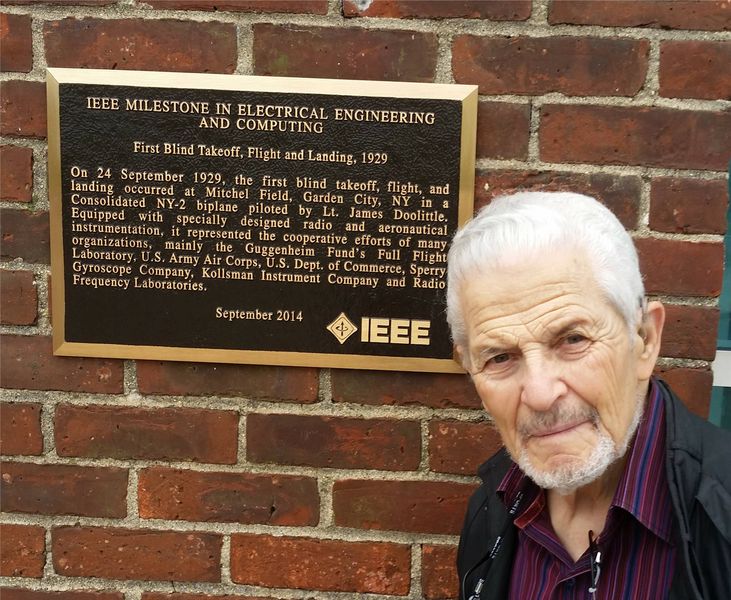 IEEE MILESTONE IN ELECTRICAL ENGINEERING
AND COMPUTING
First Blind Takeoff, Flight and Landing, 1929
On 24 September 1929, the first blind takeoff, flight, and
landing occurred at Mitchel Field, Garden City, NY in a
Consolidated NY-2 biplane piloted by Lt. James Doolittle.
Equipped with specially designed radio and aeronautical
instrumentation, it represented the cooperative efforts of many
organizations, mainly the Guggenheim Fund's Full Flight
Laboratory, U.S. Army Air Corps, U.S. Dept. of Commerce, Sperry
Gyroscope Company, Kollsman Instrument Company and Radio
Frequency Laboratories.
September 2014
IEEE